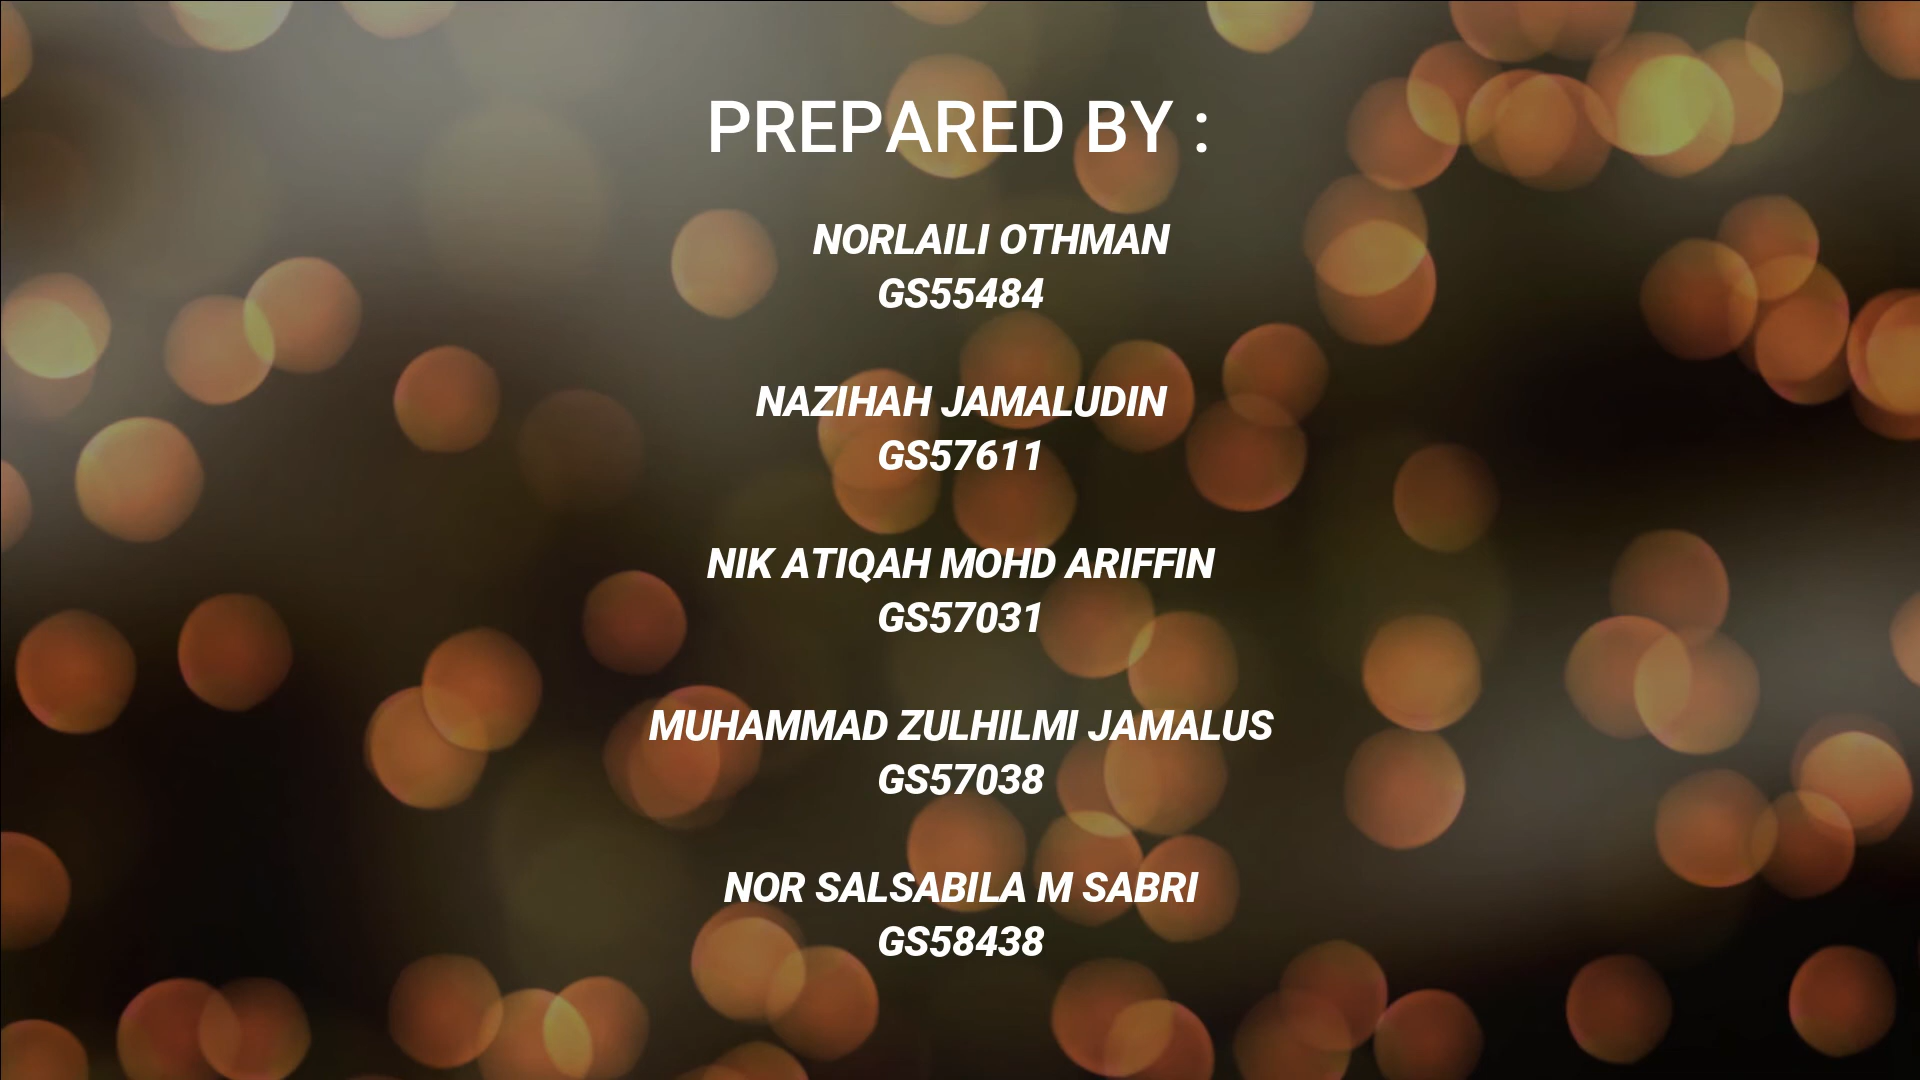 PREPARED BY :
NORLAILI OTHMAN
GS55484
NAZIHAH JAMALUDIN
GS57611
NIK ATIQAH MOHD ARIFFIN
GS57031
MUHAMMAD ZULHILMI JAMALUS
GS57038
NOR SALSABILA M SABRI
GS58438